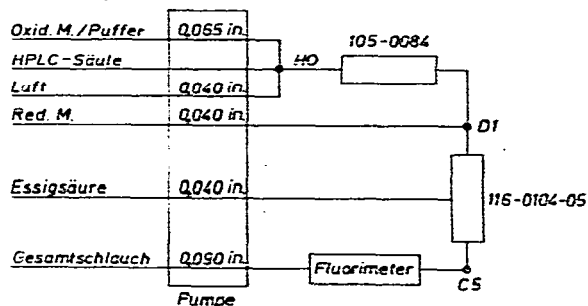 Oxid. M./Puffer 0,065 in.
HPLC-Säule HO 105-0084
Luft 0,040 in.
Red. M. 0,040 in. D1
Essigsäure 0,040 in. 116-0104-05
Gesamtschlauch 0,090 in. Fluorimeter CS
Pumpe